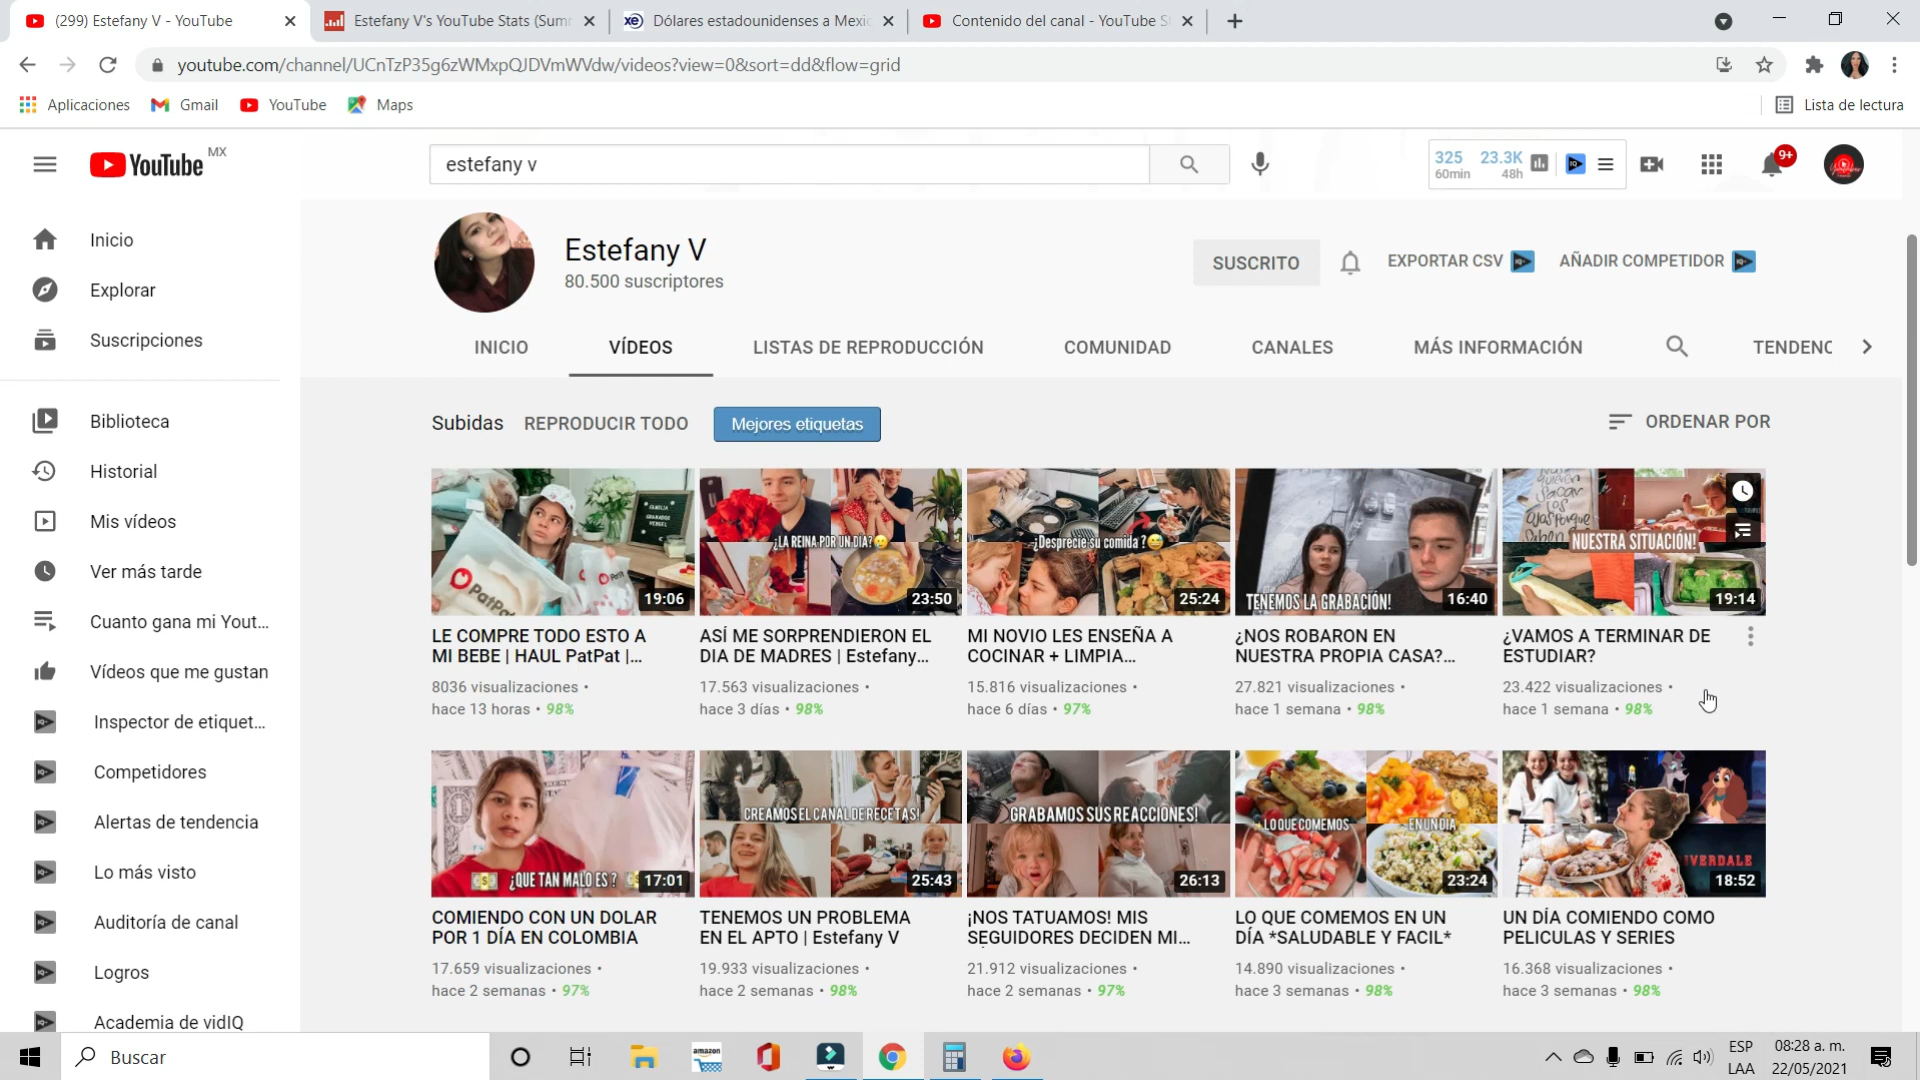 (299) Estefany V - YouTube
Estefany V's YouTube Stats (Sum
Dólares estadounidenses a Mexic
Contenido del canal - YouTube S
youtube.com/channel/UCnTzP35g6zWMxpQJDVmWVdw/videos?view=0&sort=dd&flow=grid
Aplicaciones
Gmail
YouTube
Maps
Lista de lectura
YouTube MX
estefany v
325
60min
23.3K
48h
9+
Inicio
Explorar
Suscripciones
Biblioteca
Historial
Mis vídeos
Ver más tarde
Cuanto gana mi Yout...
Vídeos que me gustan
Inspector de etiquet...
Competidores
Alertas de tendencia
Lo más visto
Auditoría de canal
Logros
Academia de vidIQ
Estefany V
80.500 suscriptores
SUSCRITO
EXPORTAR CSV
AÑADIR COMPETIDOR
INICIO
VÍDEOS
LISTAS DE REPRODUCCIÓN
COMUNIDAD
CANALES
MÁS INFORMACIÓN
TENDENC
Subidas
REPRODUCIR TODO
Mejores etiquetas
ORDENAR POR
PatPat
19:06
LE COMPRE TODO ESTO A
MI BEBE | HAUL PatPat |...
8036 visualizaciones •
hace 13 horas • 98%
¿LA REINA POR UN DIA?
23:50
ASÍ ME SORPRENDIERON EL
DIA DE MADRES | Estefany...
17.563 visualizaciones •
hace 3 días • 98%
¿Desprecie su comida ?
25:24
MI NOVIO LES ENSEÑA A
COCINAR + LIMPIA...
15.816 visualizaciones •
hace 6 días • 97%
TENEMOS LA GRABACIÓN!
16:40
¿NOS ROBARON EN
NUESTRA PROPIA CASA?...
27.821 visualizaciones •
hace 1 semana • 98%
NUESTRA SITUACIÓN!
19:14
¿VAMOS A TERMINAR DE
ESTUDIAR?
23.422 visualizaciones •
hace 1 semana • 98%
¿QUE TAN MALO ES ?
17:01
COMIENDO CON UN DOLAR
POR 1 DÍA EN COLOMBIA
17.659 visualizaciones •
hace 2 semanas • 97%
CREAMOS EL CANAL DE RECETAS!
25:43
TENEMOS UN PROBLEMA
EN EL APTO | Estefany V
19.933 visualizaciones •
hace 2 semanas • 98%
GRABAMOS SUS REACCIONES!
26:13
¡NOS TATUAMOS! MIS
SEGUIDORES DECIDEN MI...
21.912 visualizaciones •
hace 2 semanas • 97%
LO QUE COMEMOS EN UN DIA
23:24
LO QUE COMEMOS EN UN
DÍA *SALUDABLE Y FACIL*
14.890 visualizaciones •
hace 3 semanas • 98%
RIVERDALE
18:52
UN DÍA COMIENDO COMO
PELICULAS Y SERIES
16.368 visualizaciones •
hace 3 semanas • 98%
Buscar
amazon
ESP
LAA
08:28 a. m.
22/05/2021